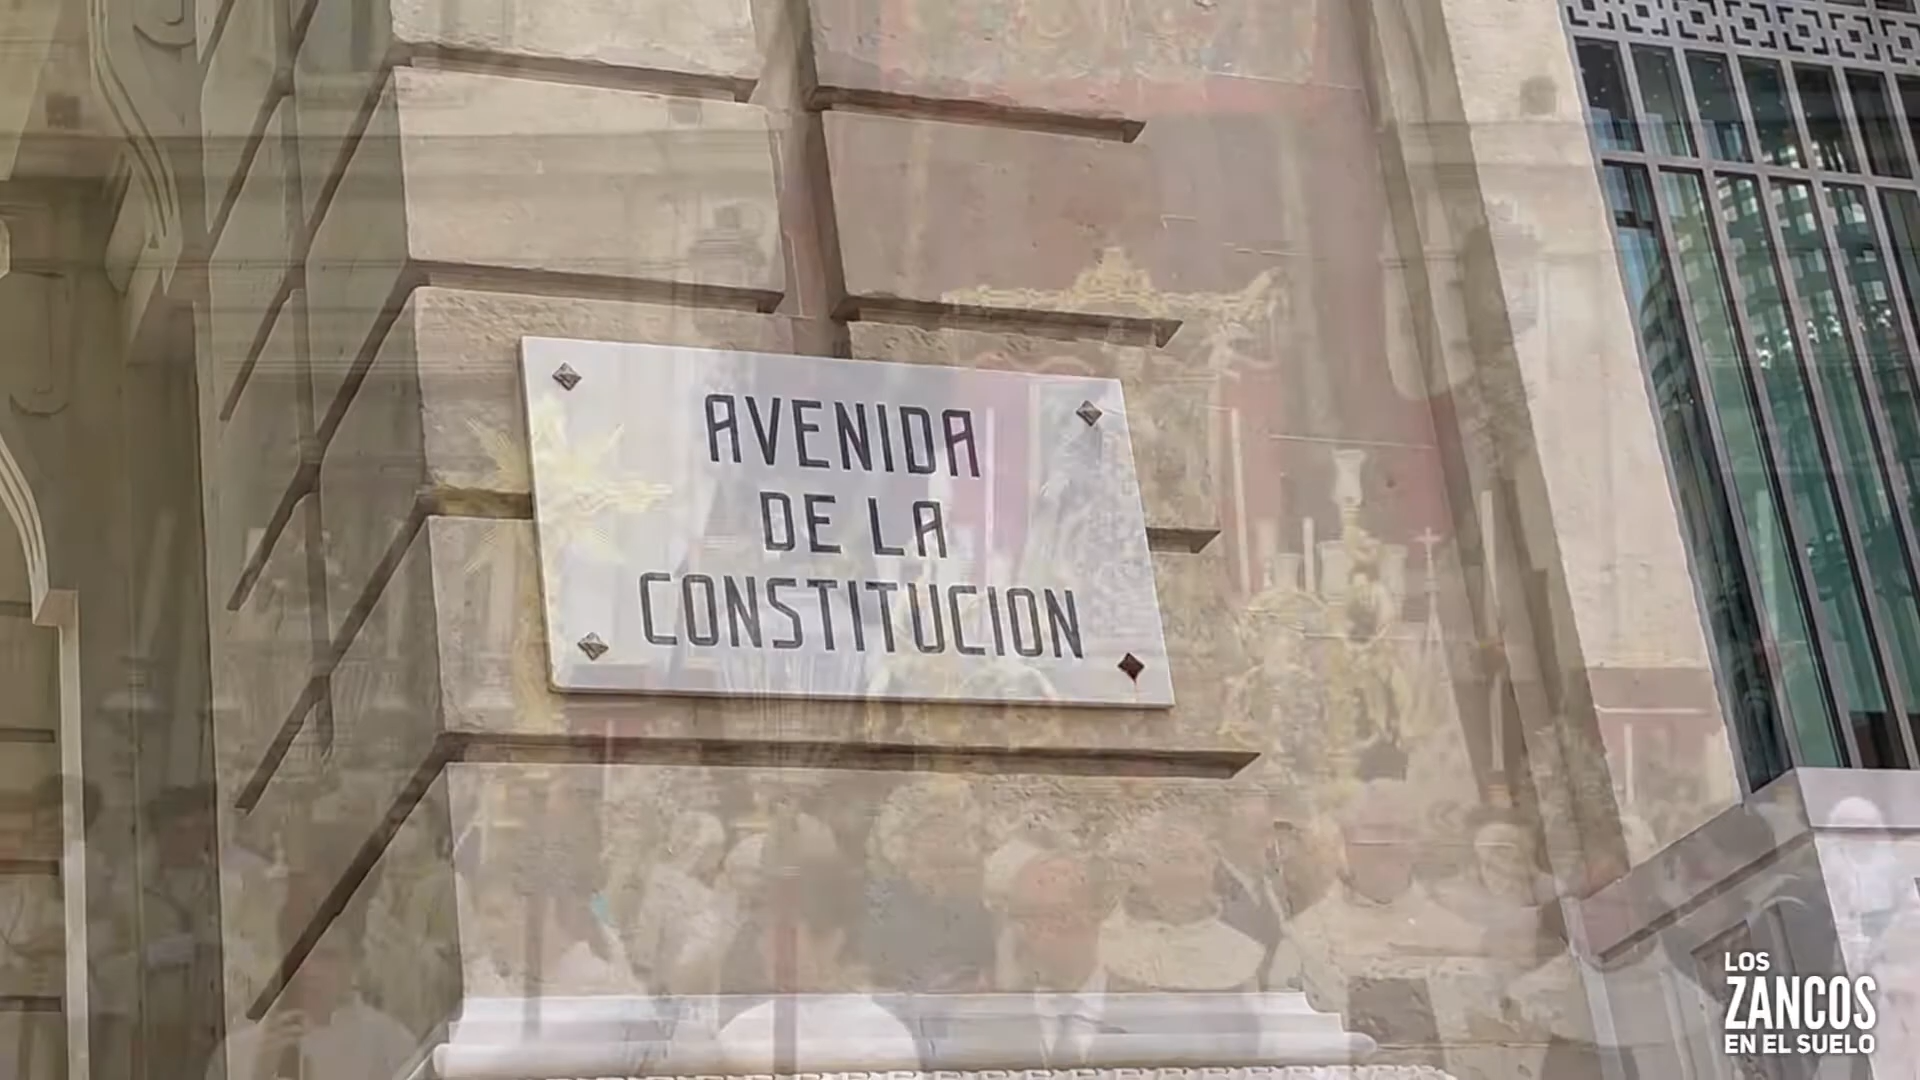 AVENIDA
DE LA
CONSTITUCION
LOS
ZANCOS
EN EL SUELO